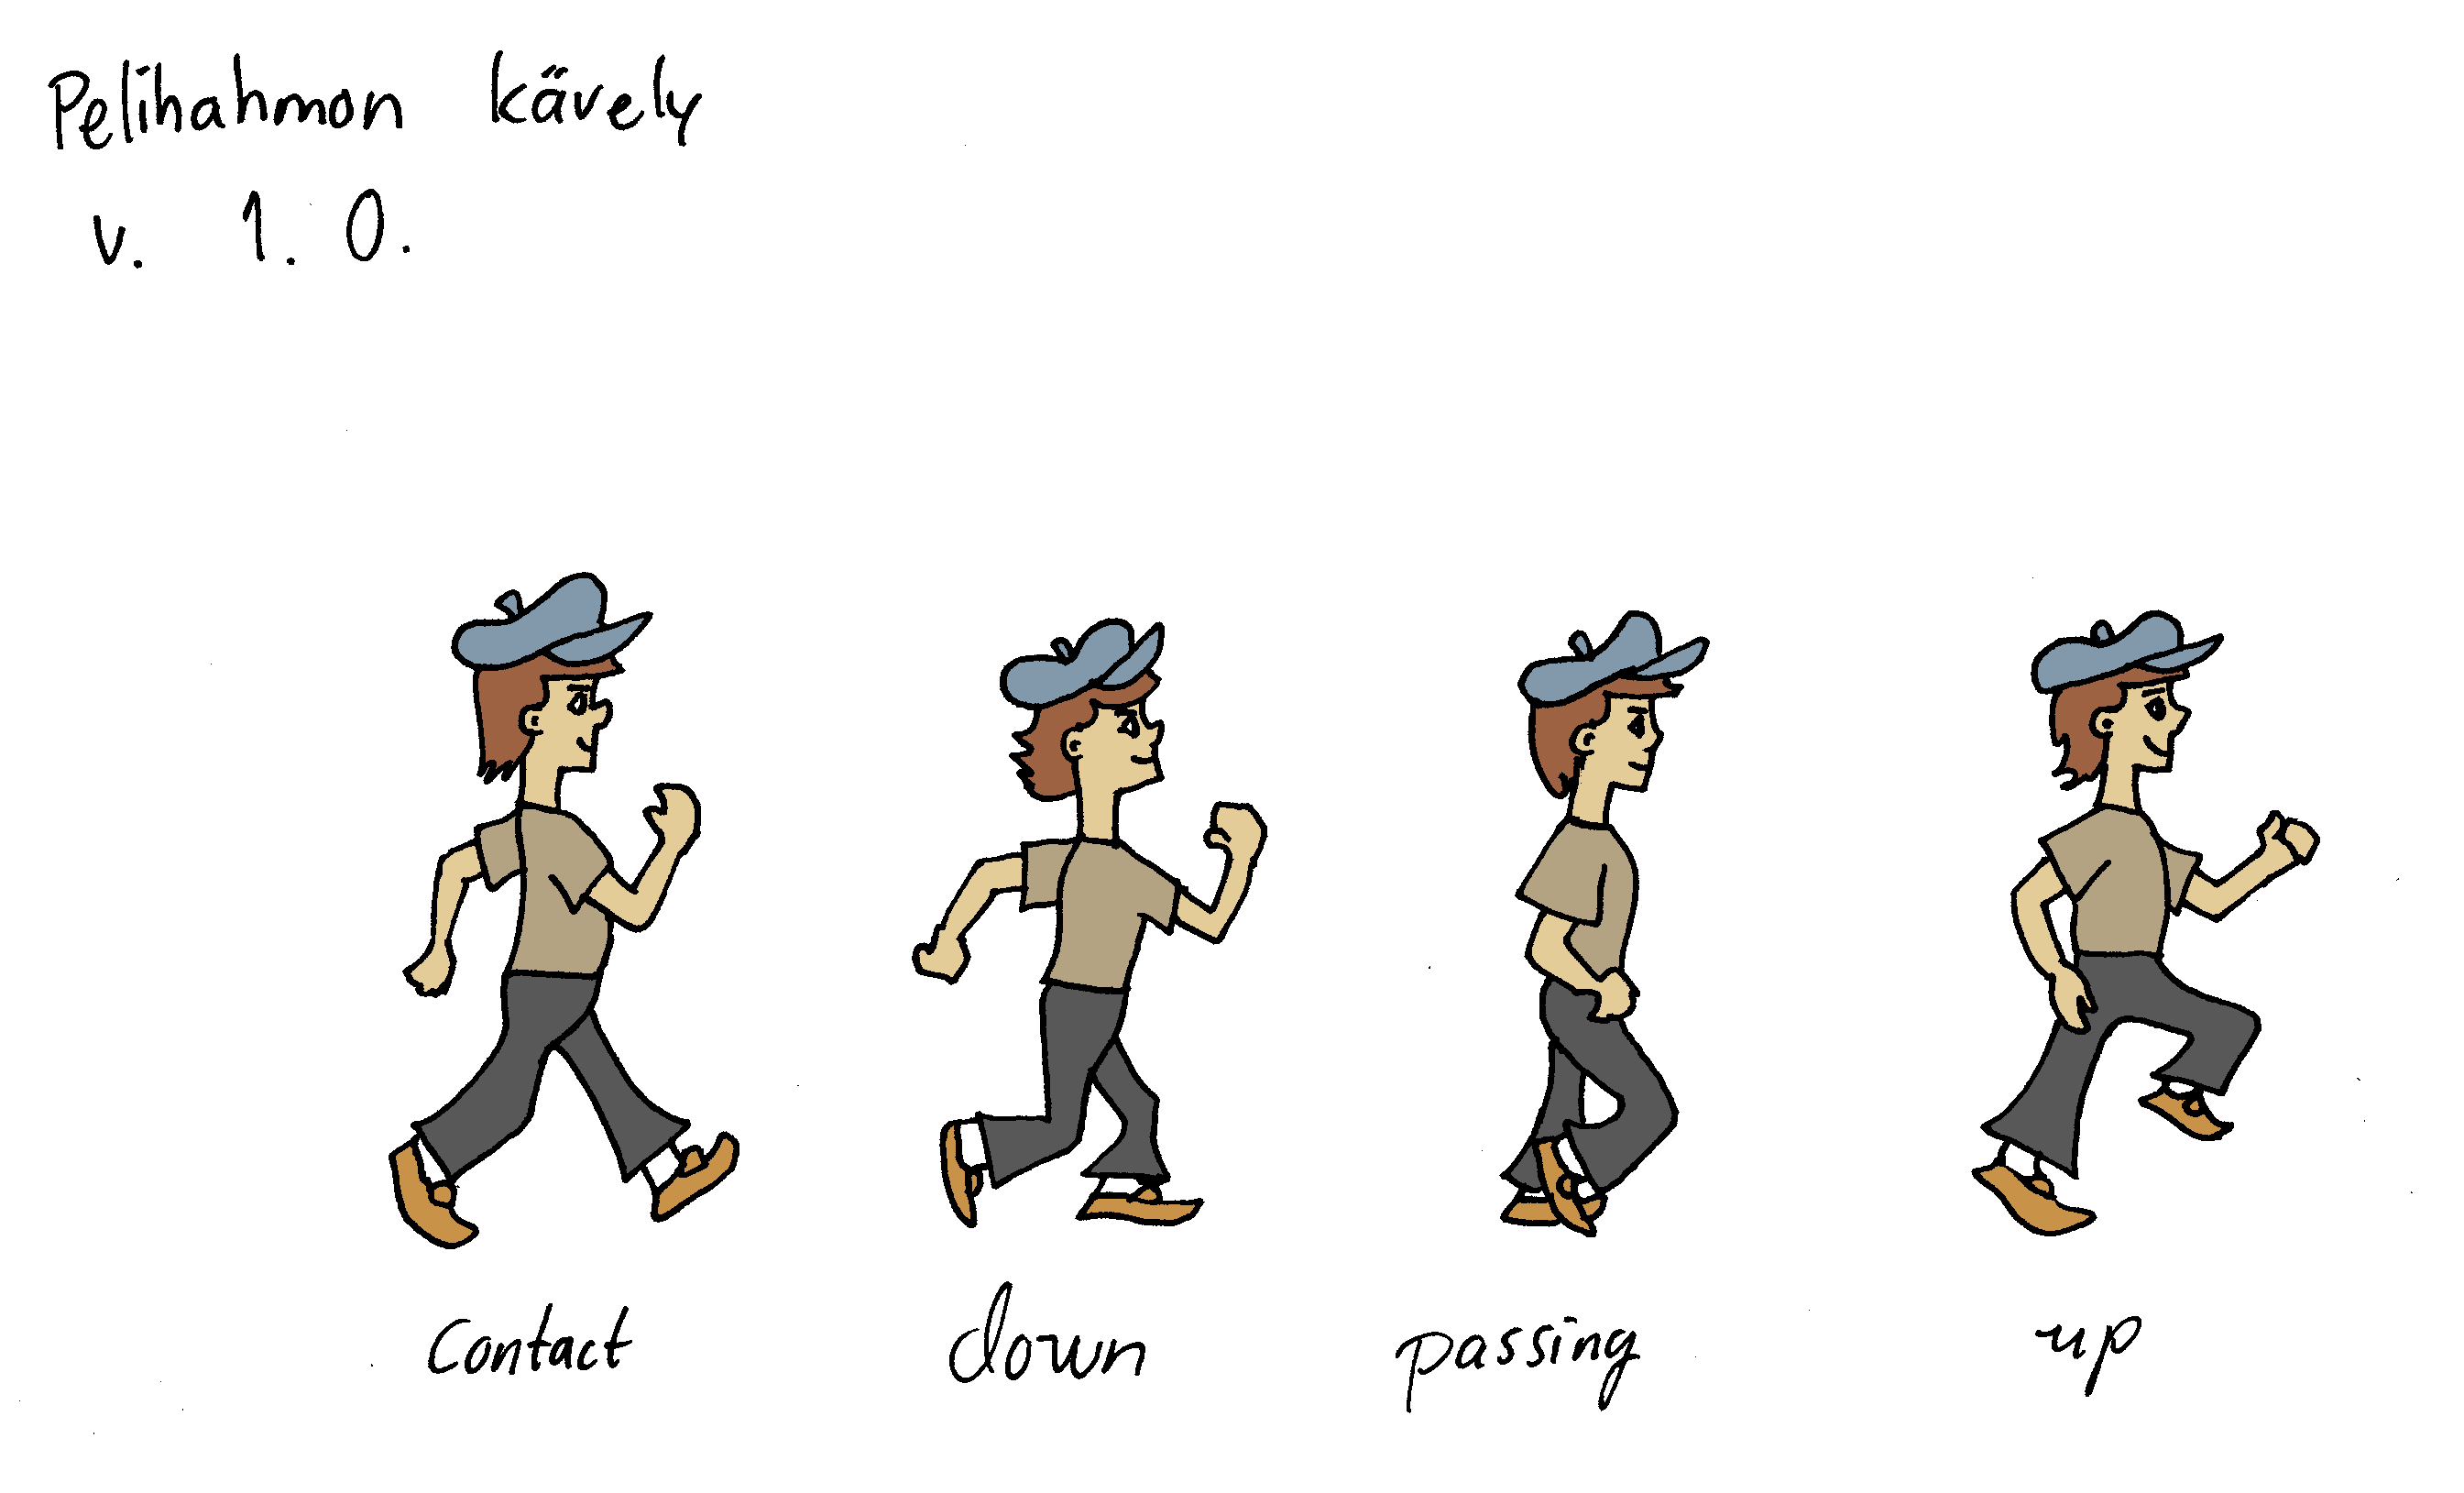 Pelihahmon kävely
v. 1.0.
Contact
down
passing
up